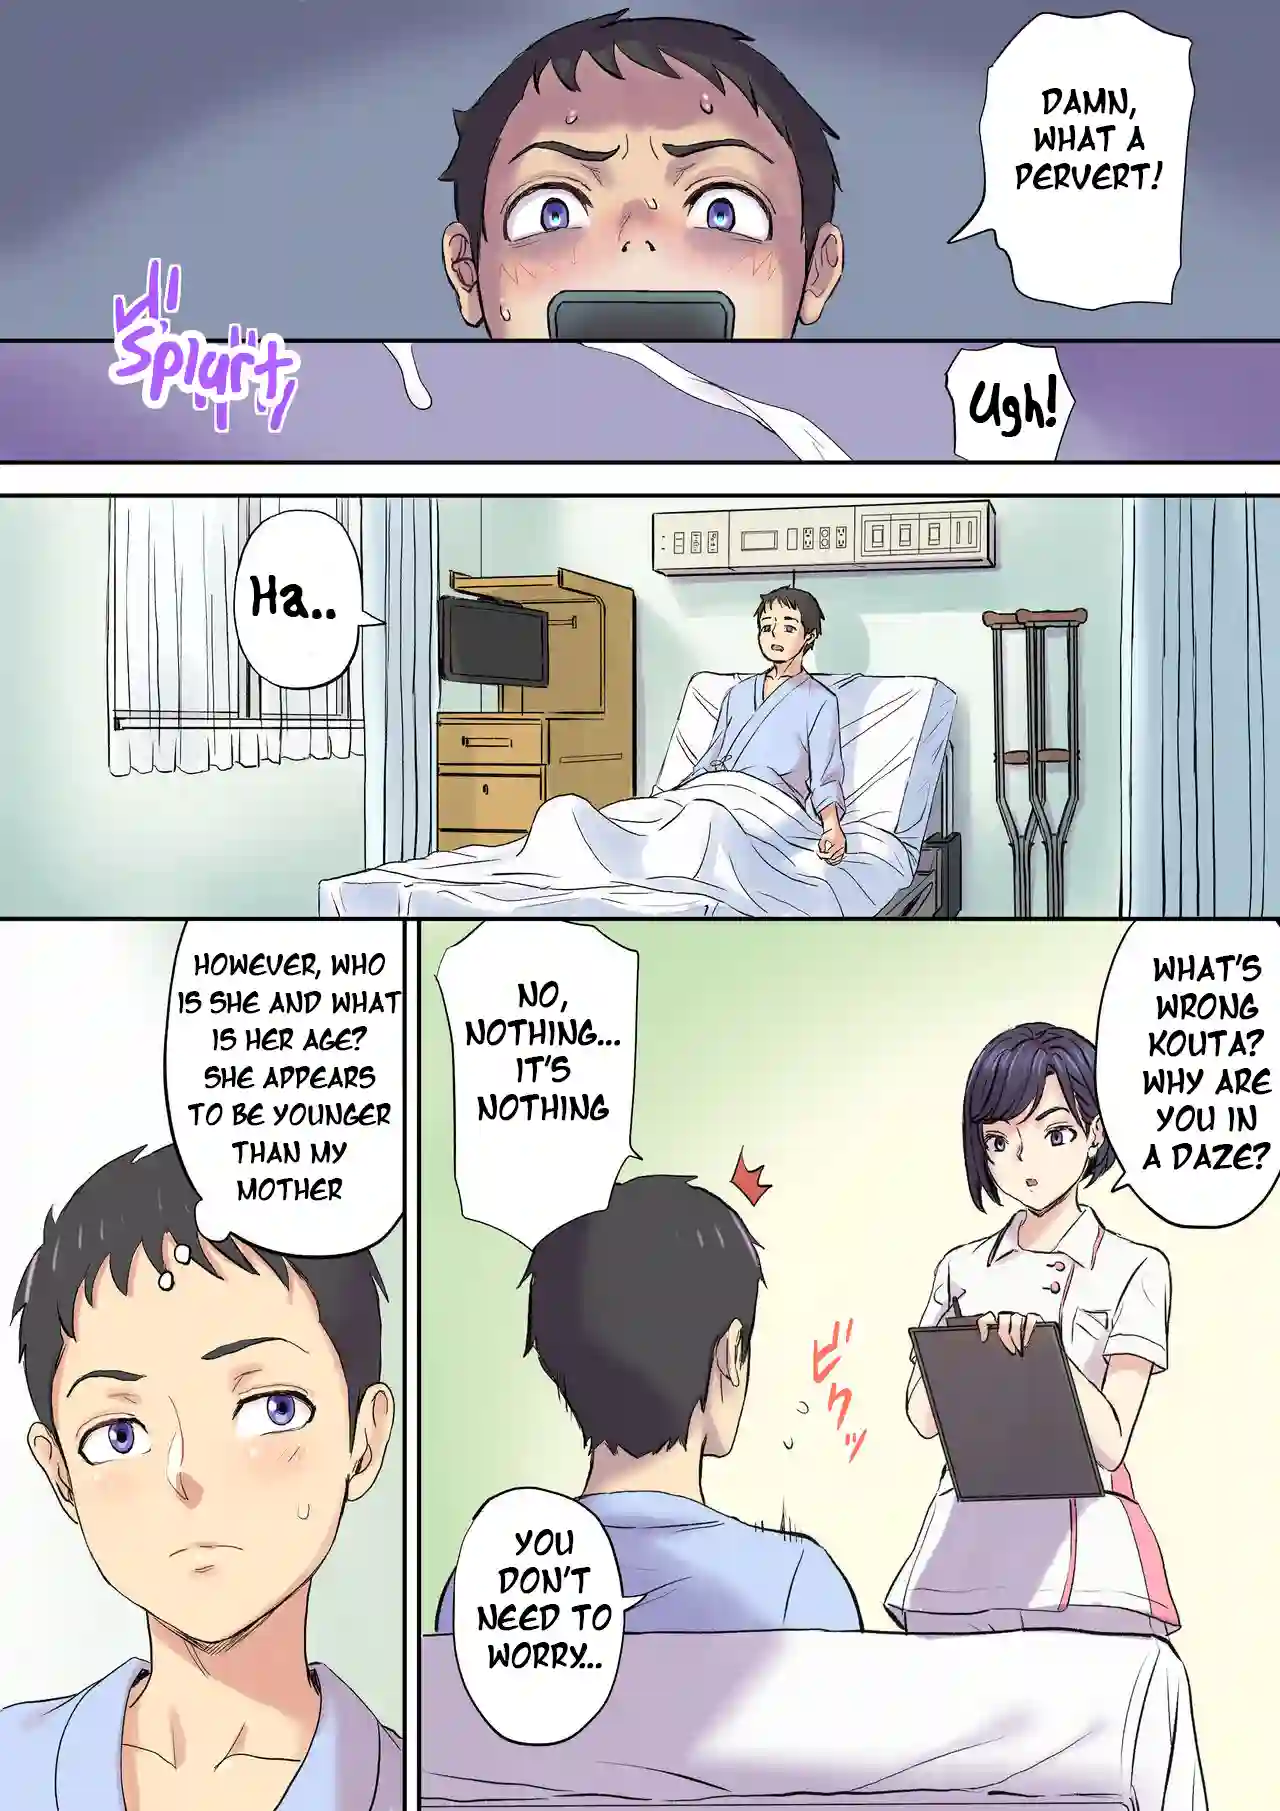 DAMN,
WHAT A
PERVERT!
ビ
Splurt
Ugh!
Ha..
WHAT'S
WRONG
KOUTA?
WHY ARE
YOU IN
A DAZE?
NO,
NOTHING...
IT'S
NOTHING
ビクッ
YOU
DON'T
NEED TO
WORRY...
HOWEVER, WHO
IS SHE AND WHAT
IS HER AGE?
SHE APPEARS
TO BE YOUNGER
THAN MY
MOTHER